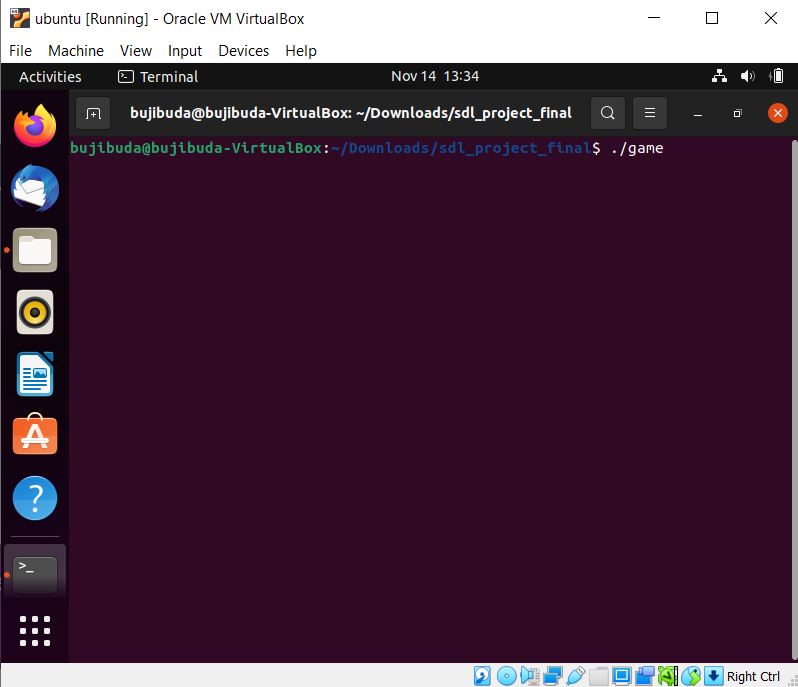 ubuntu [Running] - Oracle VM VirtualBox
File Machine View Input Devices Help
Activities Terminal Nov 14 13:34
bujibuda@bujibuda-VirtualBox: ~/Downloads/sdl_project_final
bujibuda@bujibuda-VirtualBox:~/Downloads/sdl_project_final$ ./game
?
>_
Right Ctrl